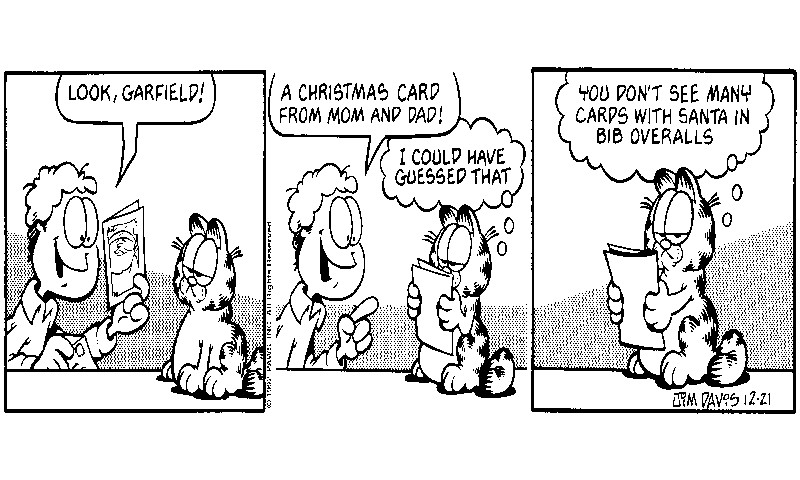 LOOK, GARFIELD!
A CHRISTMAS CARD
FROM MOM AND DAD!
I COULD HAVE
GUESSED THAT
YOU DON'T SEE MANY
CARDS WITH SANTA IN
BIB OVERALLS
JIM DAVIS 12-21